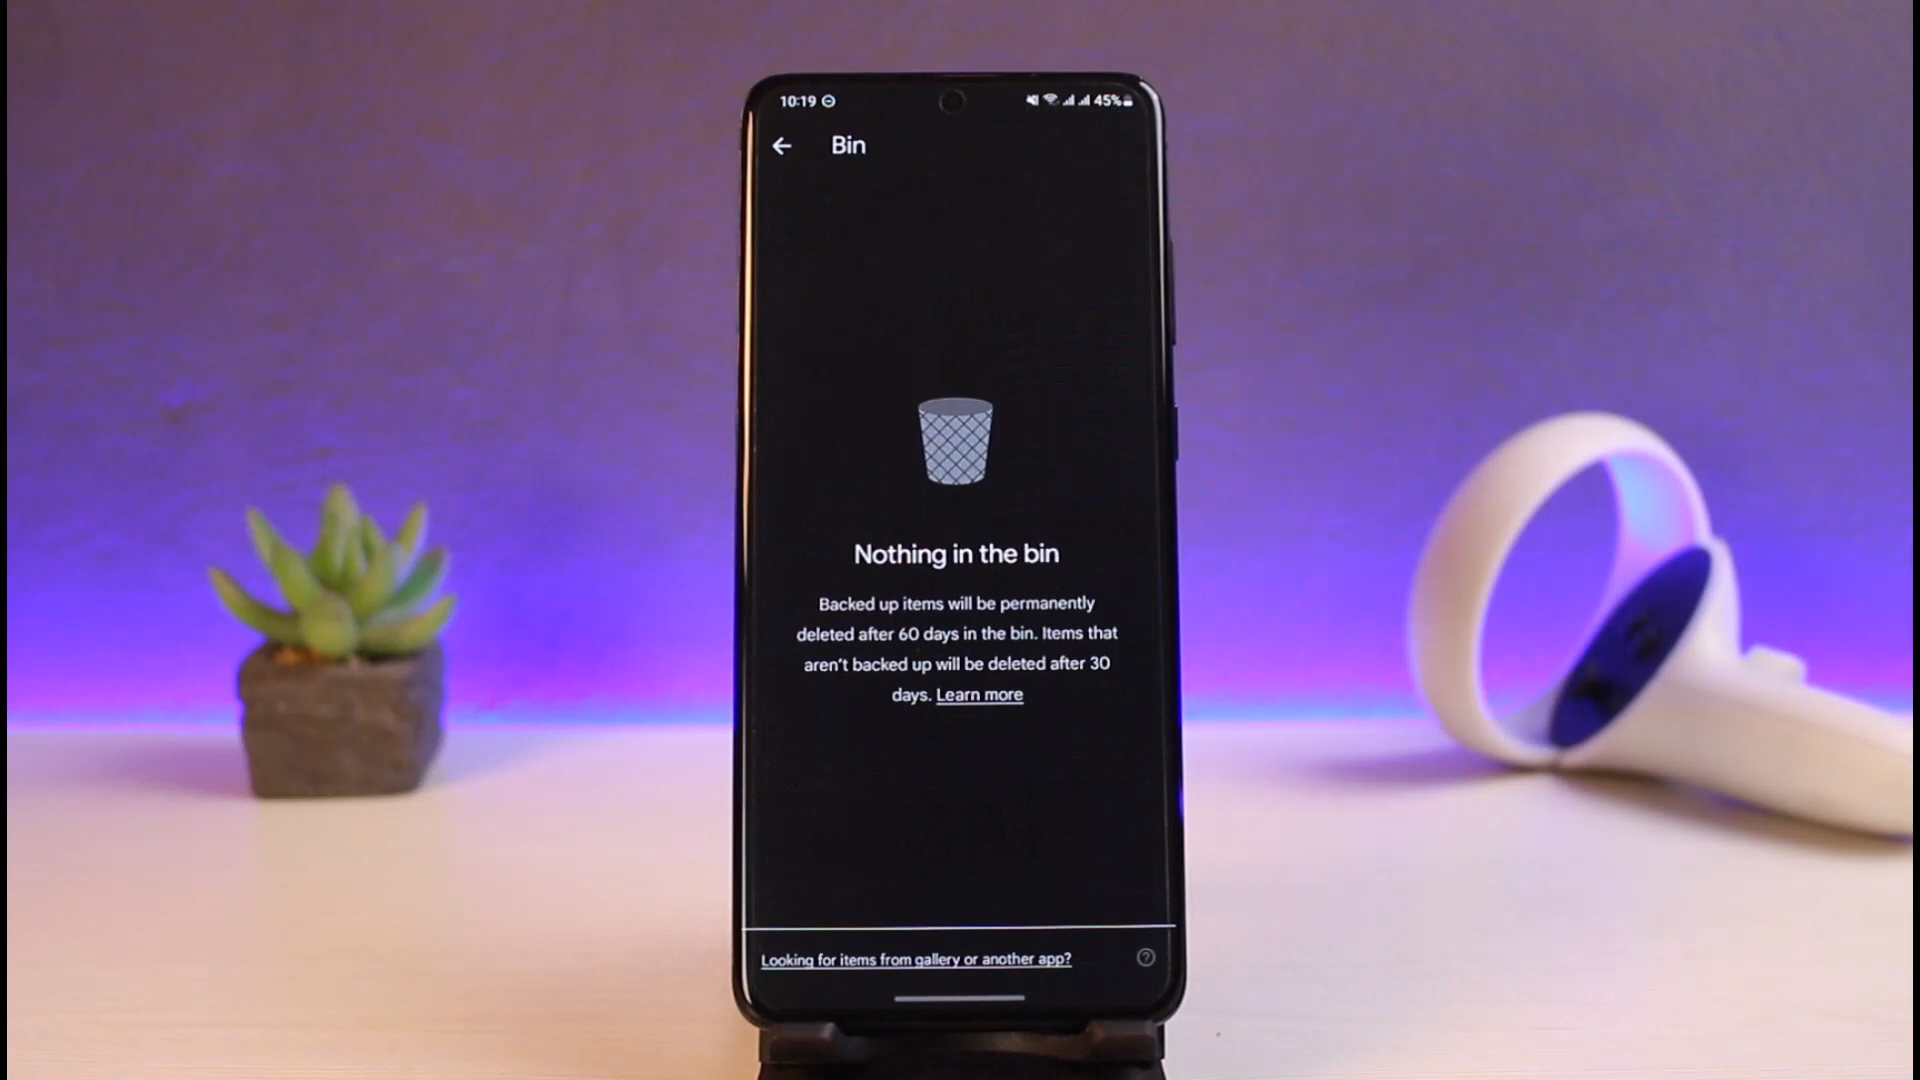 10:19 45%
Bin
Nothing in the bin
Backed up items will be permanently
deleted after 60 days in the bin. Items that
aren't backed up will be deleted after 30
days. Learn more
Looking for items from gallery or another app? ?